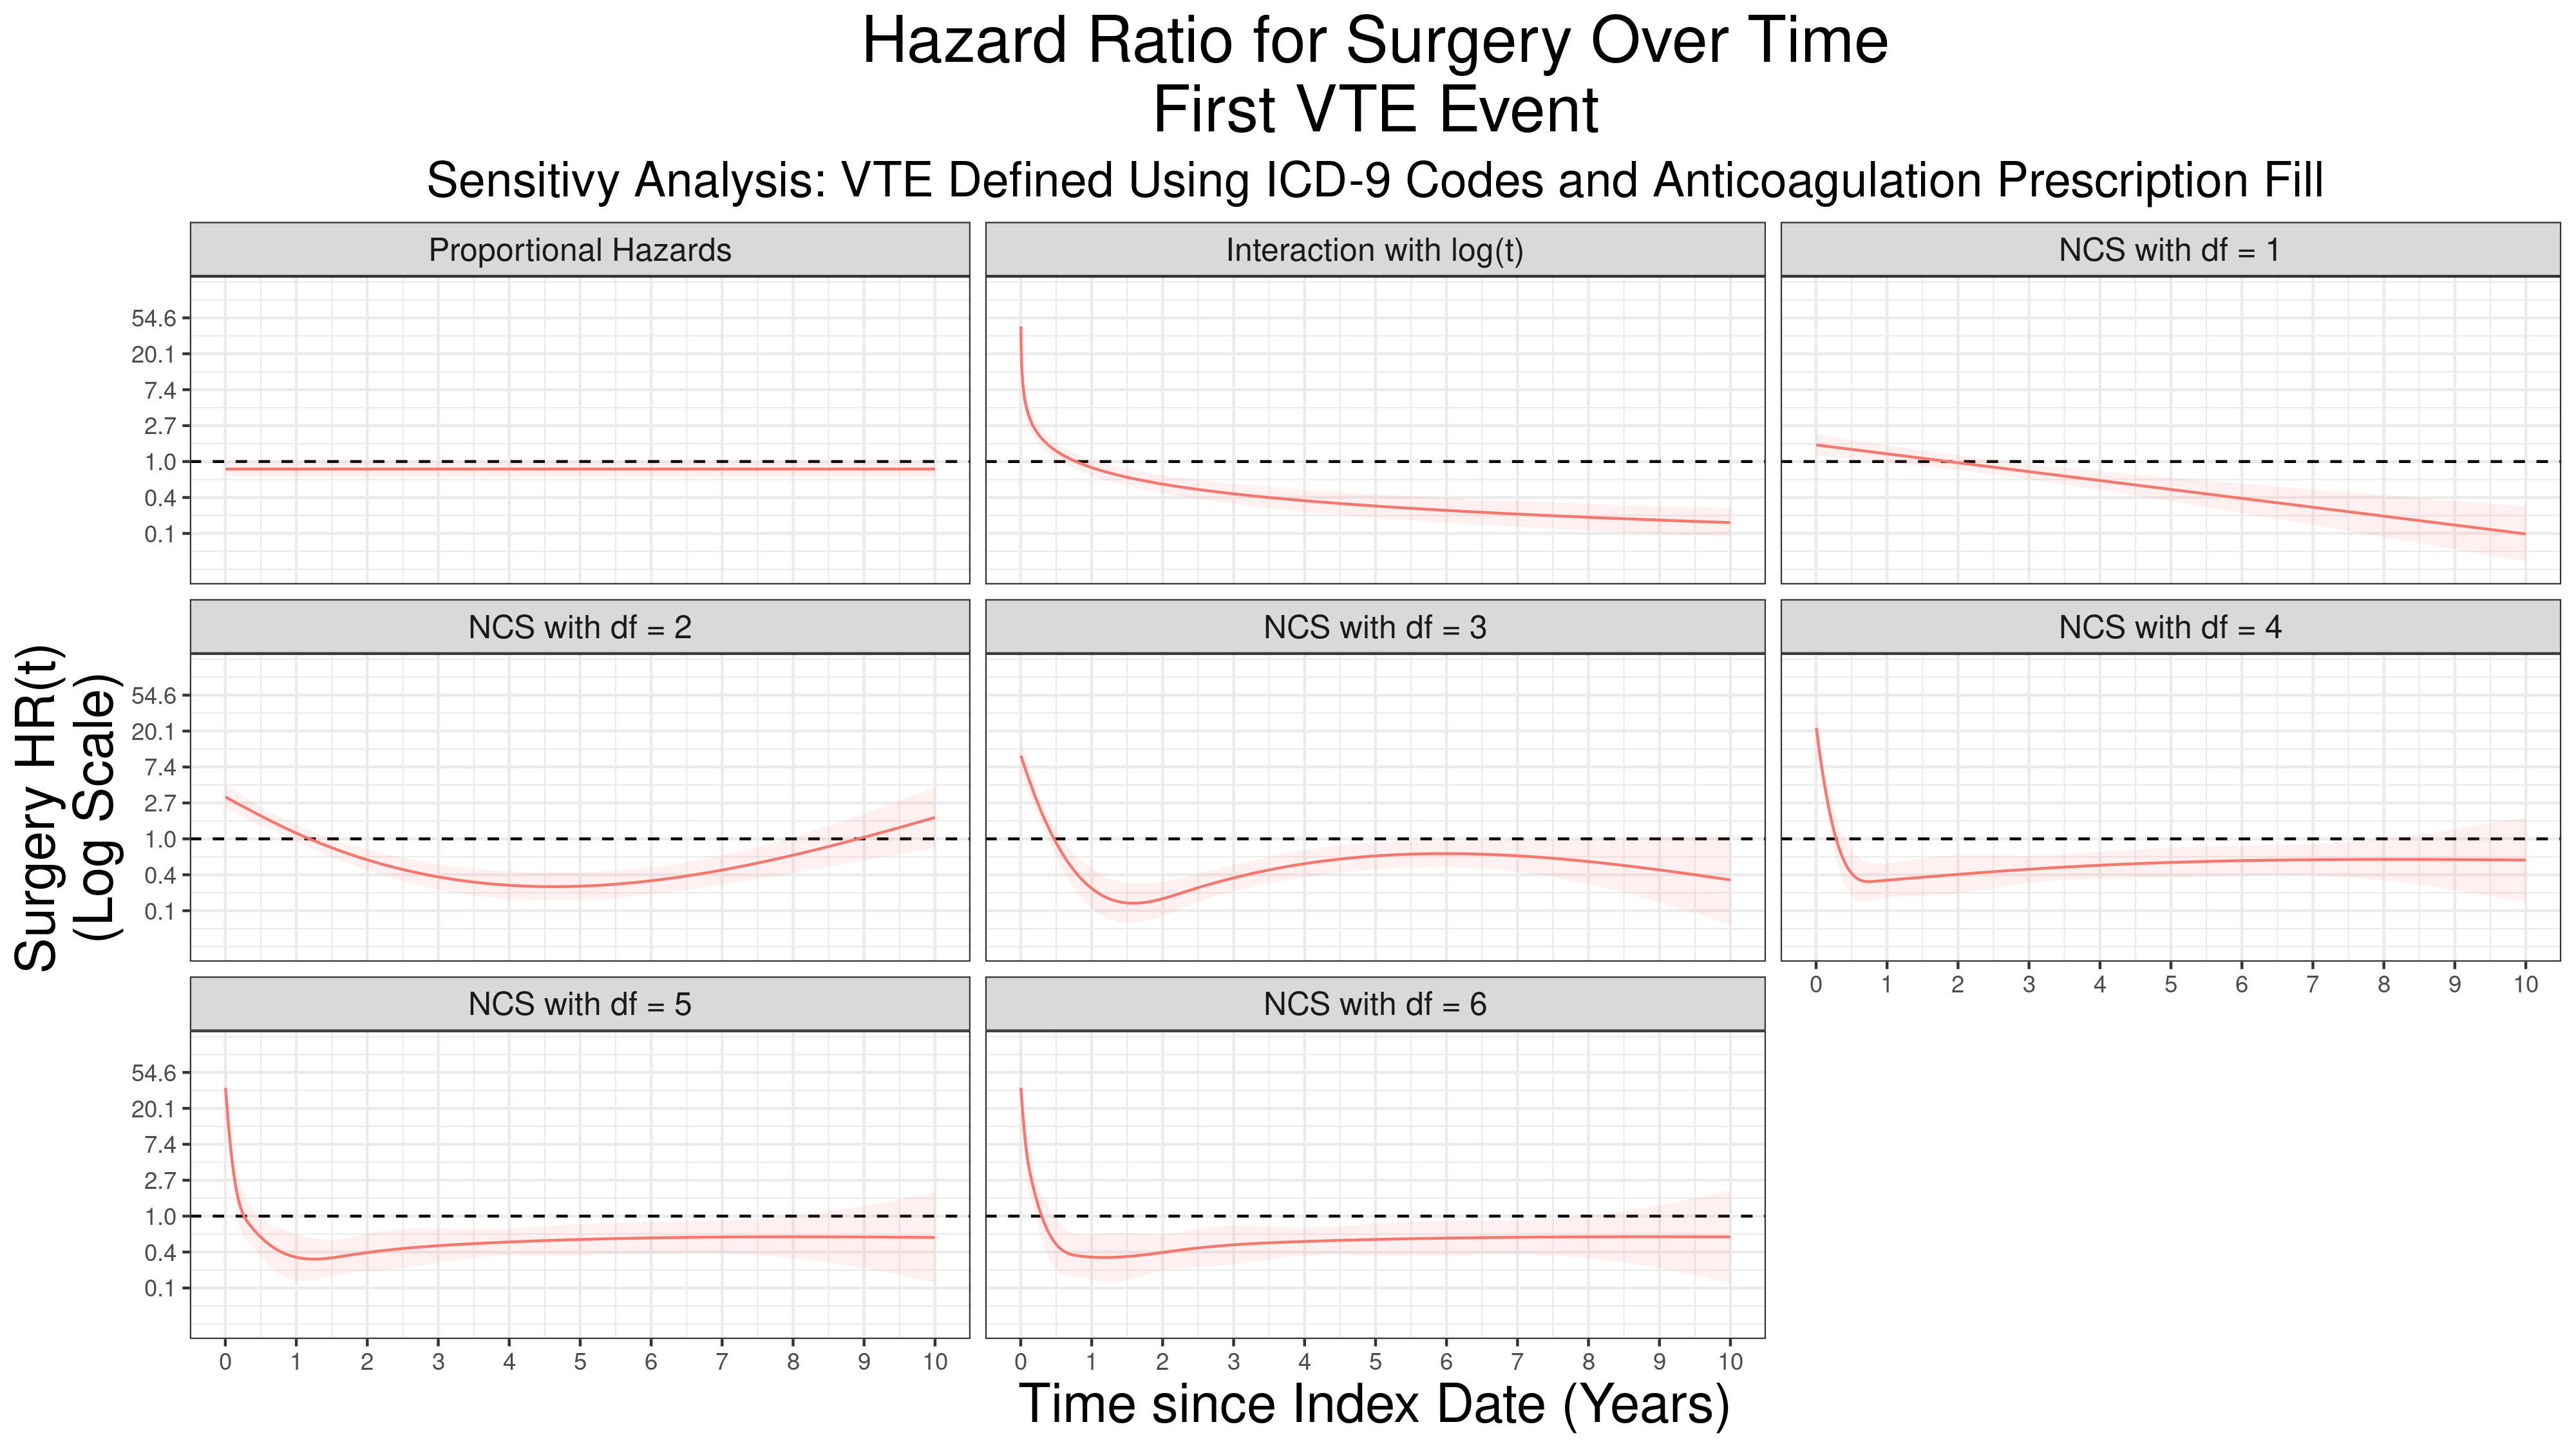 Hazard Ratio for Surgery Over Time
First VTE Event
Sensitivy Analysis: VTE Defined Using ICD-9 Codes and Anticoagulation Prescription Fill
Surgery HR(t)
(Log Scale)
Proportional Hazards
Interaction with log(t)
NCS with df = 1
54.6
20.1
7.4
2.7
1.0
0.4
0.1
NCS with df = 2
NCS with df = 3
NCS with df = 4
54.6
20.1
7.4
2.7
1.0
0.4
0.1
0 1 2 3 4 5 6 7 8 9 10
NCS with df = 5
NCS with df = 6
54.6
20.1
7.4
2.7
1.0
0.4
0.1
0 1 2 3 4 5 6 7 8 9 10
0 1 2 3 4 5 6 7 8 9 10
Time since Index Date (Years)